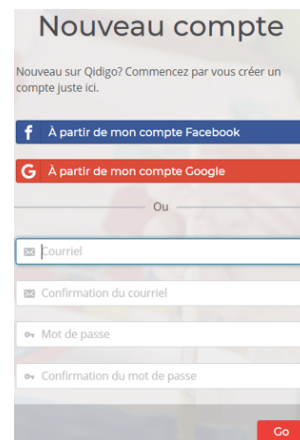 Nouveau compte
Nouveau sur Qidigo? Commencez par vous créer un
compte juste ici.
f À partir de mon compte Facebook
G À partir de mon compte Google
Ou
Courriel
Confirmation du courriel
Mot de passe
Confirmation du mot de passe
Go